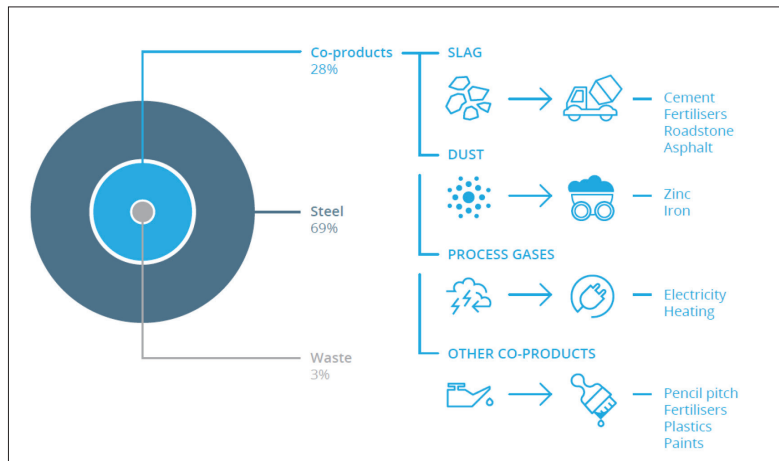 Co-products
28%
SLAG
Cement
Fertilisers
Roadstone
Asphalt
DUST
Zinc
Iron
Steel
69%
PROCESS GASES
Electricity
Heating
Waste
3%
OTHER CO-PRODUCTS
Pencil pitch
Fertilisers
Plastics
Paints